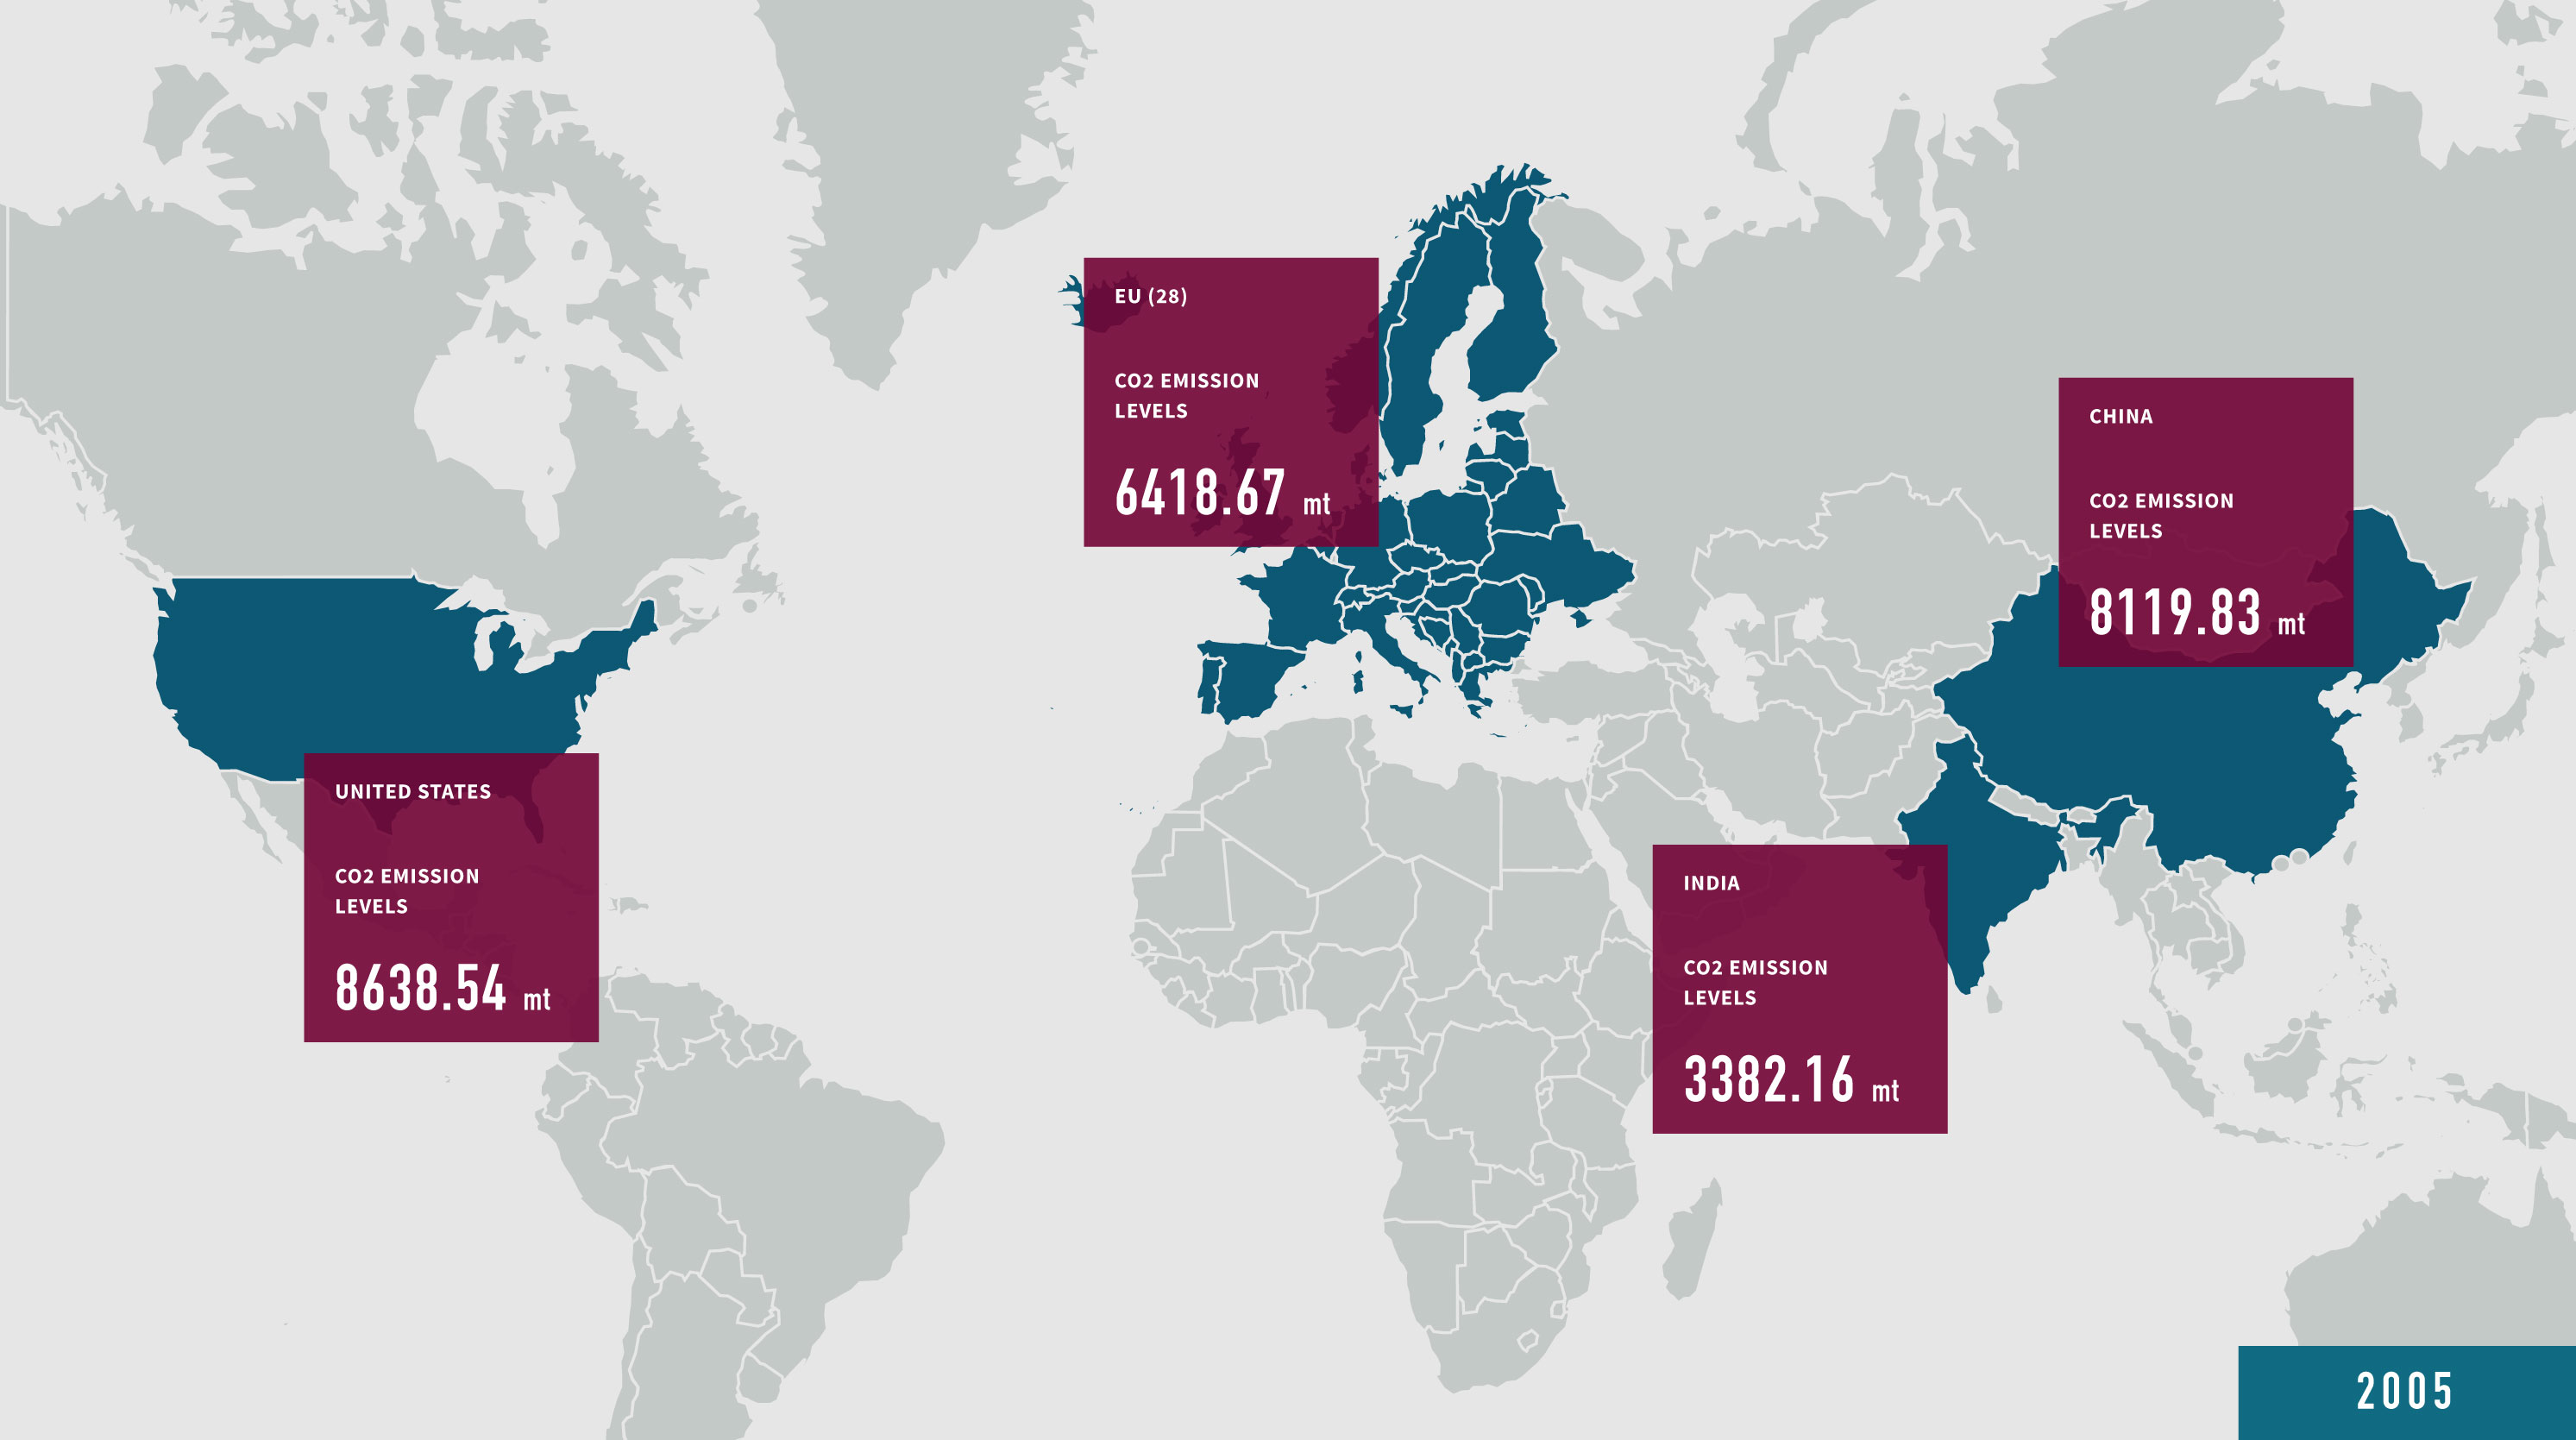 EU (28)
CO2 EMISSION
LEVELS
6418.67 mt
CHINA
CO2 EMISSION
LEVELS
8119.83 mt
UNITED STATES
CO2 EMISSION
LEVELS
8638.54 mt
INDIA
CO2 EMISSION
LEVELS
3382.16 mt
2005